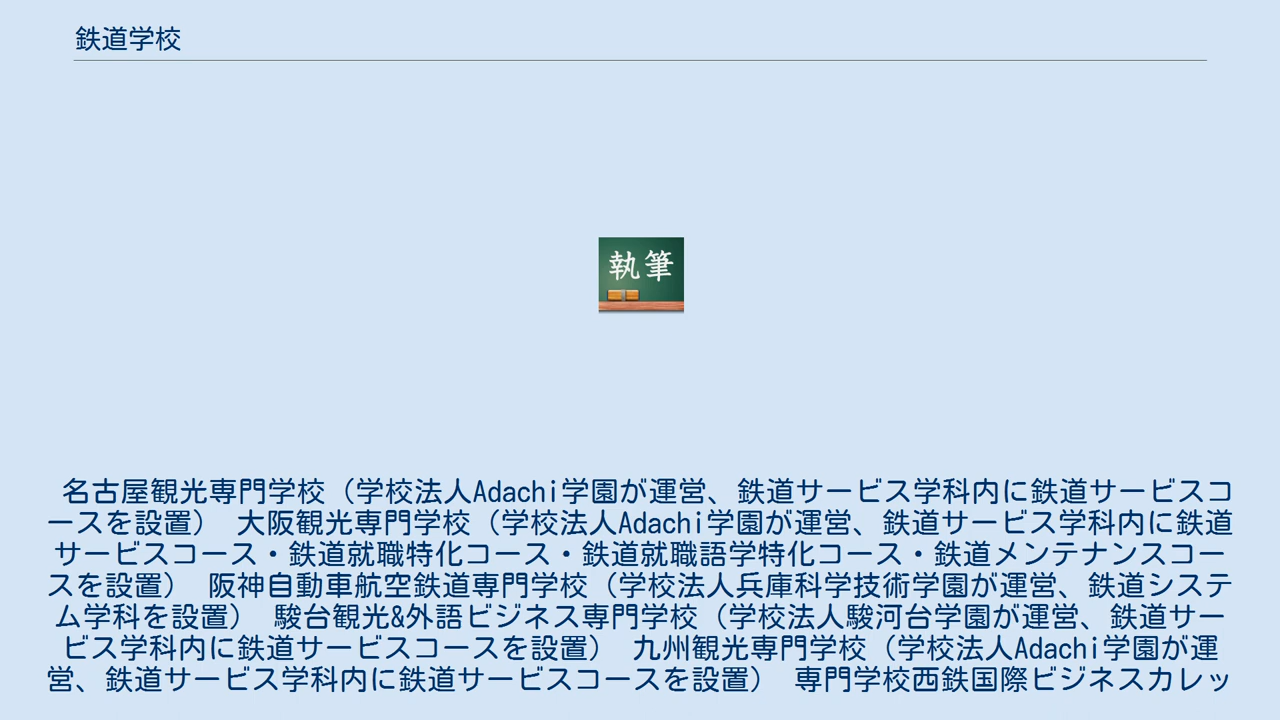 鉄道学校
執筆
名古屋観光専門学校（学校法人Adachi学園が運営、鉄道サービス学科内に鉄道サービスコ
ースを設置） 大阪観光専門学校（学校法人Adachi学園が運営、鉄道サービス学科内に鉄道
サービスコース・鉄道就職特化コース・鉄道就職語学特化コース・鉄道メンテナンスコー
スを設置） 阪神自動車航空鉄道専門学校（学校法人兵庫科学技術学園が運営、鉄道システ
ム学科を設置） 駿台観光&外語ビジネス専門学校（学校法人駿河台学園が運営、鉄道サー
ビス学科内に鉄道サービスコースを設置） 九州観光専門学校（学校法人Adachi学園が運
営、鉄道サービス学科内に鉄道サービスコースを設置） 専門学校西鉄国際ビジネスカレッ